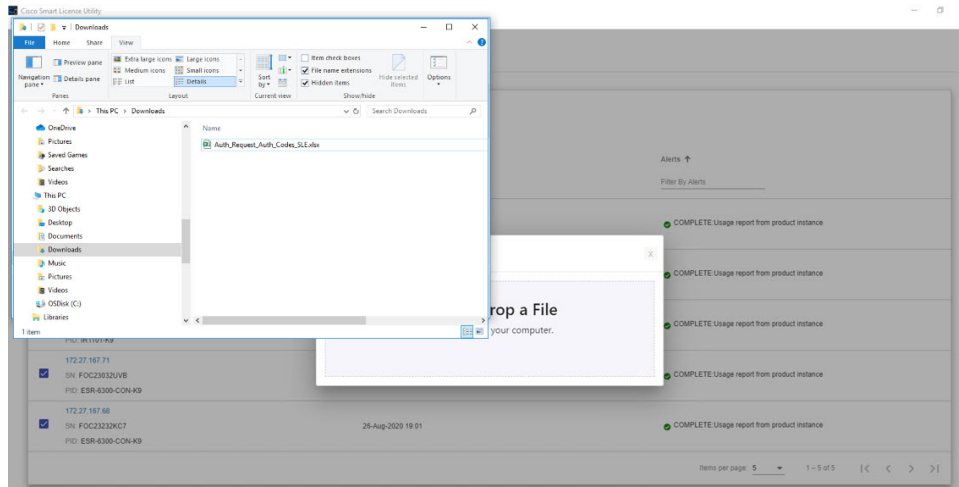 Cisco Smart License Utility
Downloads
File Home Share View
Preview pane
Details pane
Navigation pane
Extra large icons Large icons
Medium icons Small icons
List Details
Sort by
Item check boxes
File name extensions
Hidden items
Hide selected items
Options
Panes Layout Current view Show/hide
This PC > Downloads
Search Downloads
OneDrive
Pictures
Saved Games
Searches
Videos
This PC
3D Objects
Desktop
Documents
Downloads
Music
Pictures
Videos
OSDisk (C:)
Libraries
Name
Auth_Request_Auth_Codes_SLE.xlsx
1 item
Alerts
Filter By Alerts
COMPLETE:Usage report from product instance
X
COMPLETE:Usage report from product instance
rop a File
your computer.
COMPLETE:Usage report from product instance
PID: IR1101-K9
172.27.167.71
SN: FOC23032UVB
PID: ESR-6300-CON-K9
COMPLETE:Usage report from product instance
172.27.167.68
SN: FOC23232KC7
PID: ESR-6300-CON-K9
26-Aug-2020 19:01
COMPLETE:Usage report from product instance
Items per page: 5 1 – 5 of 5